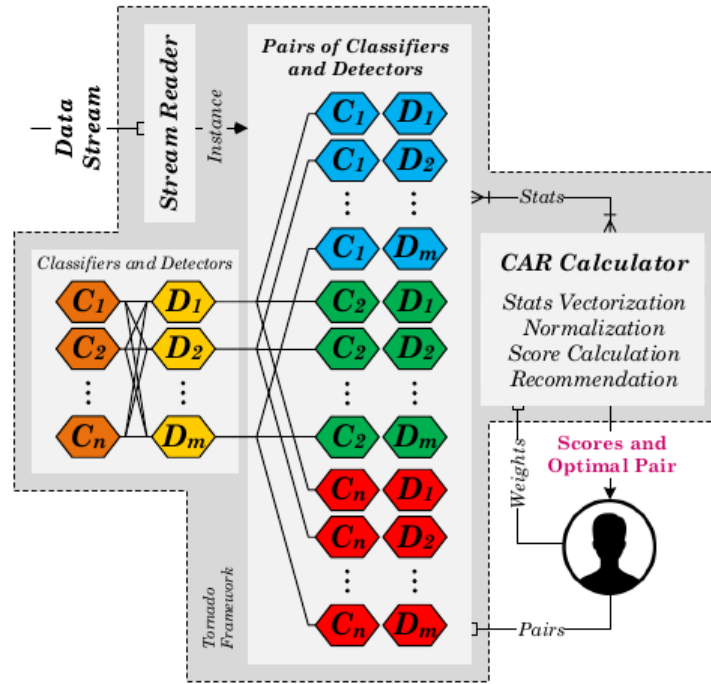 Data
Stream
Stream Reader
Instance
Pairs of Classifiers
and Detectors
C1 D1
C1 D2
C1 Dm
C2 D1
C2 D2
C2 Dm
Cn D1
Cn D2
Cn Dm
Classifiers and Detectors
C1 D1
C2 D2
Cn Dm
Tornado
Framework
Stats
CAR Calculator
Stats Vectorization
Normalization
Score Calculation
Recommendation
Weights
Scores and
Optimal Pair
Pairs